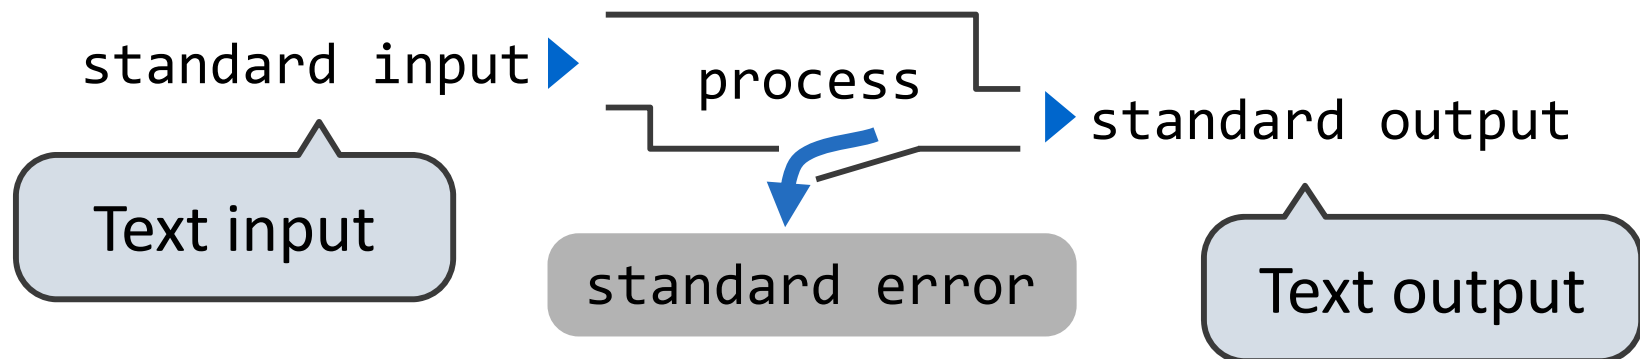 standard input
process
standard output
Text input
standard error
Text output